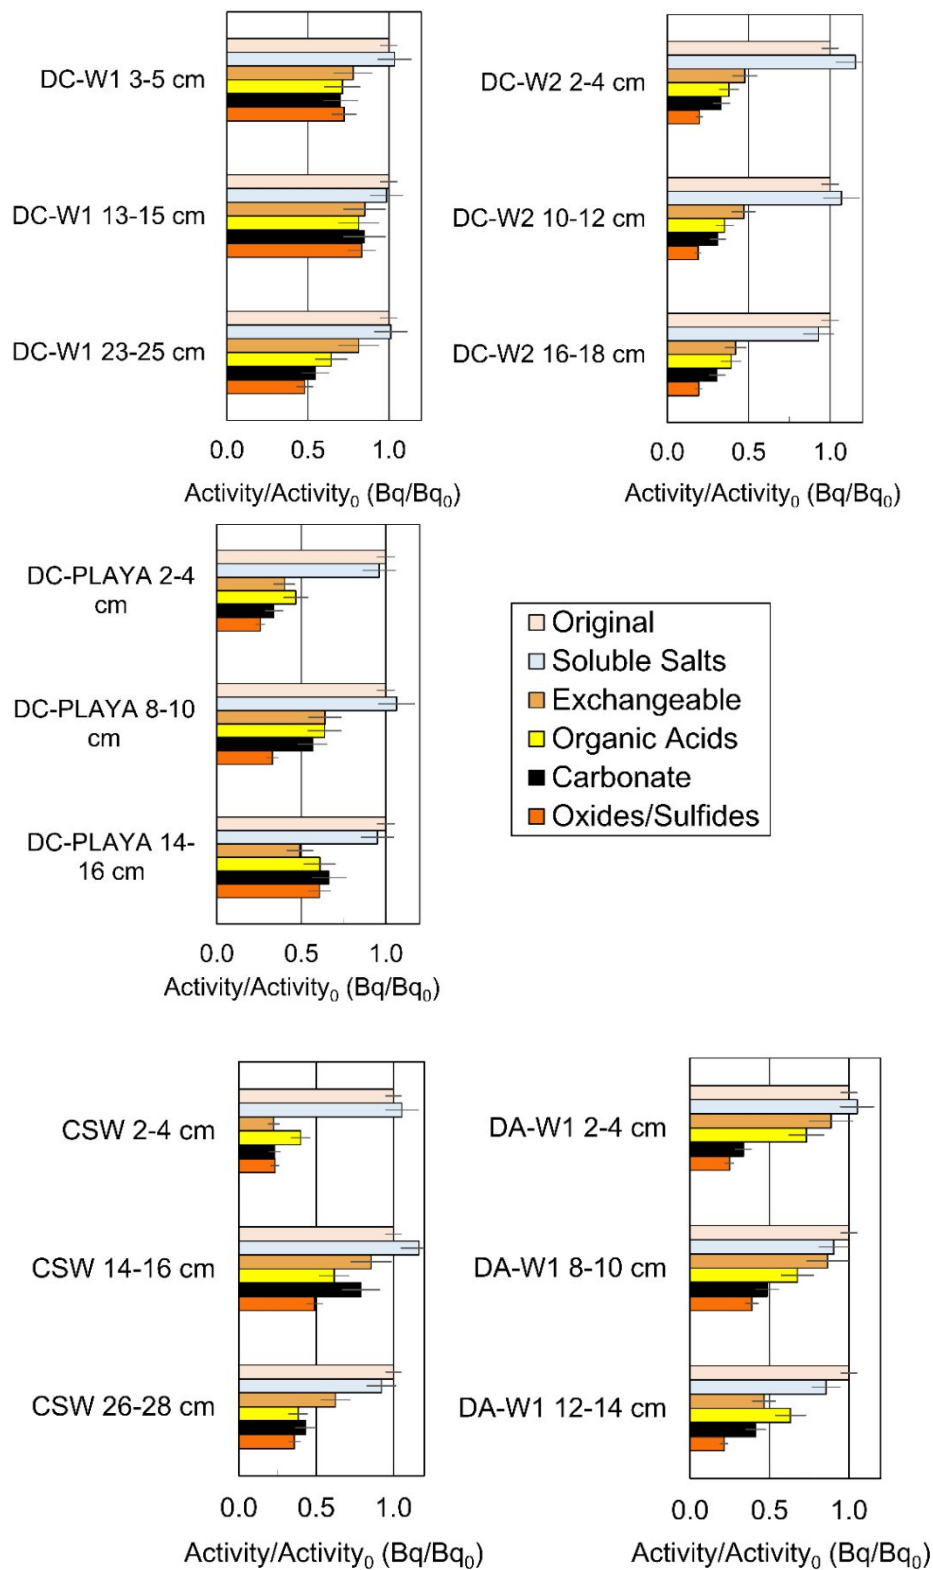 DC-W1 3-5 cm
DC-W1 13-15 cm
DC-W1 23-25 cm
0.0 0.5 1.0
Activity/Activity₀ (Bq/Bq₀)
DC-W2 2-4 cm
DC-W2 10-12 cm
DC-W2 16-18 cm
0.0 0.5 1.0
Activity/Activity₀ (Bq/Bq₀)
DC-PLAYA 2-4
cm
DC-PLAYA 8-10
cm
DC-PLAYA 14-
16 cm
0.0 0.5 1.0
Activity/Activity₀ (Bq/Bq₀)
Original
Soluble Salts
Exchangeable
Organic Acids
Carbonate
Oxides/Sulfides
CSW 2-4 cm
CSW 14-16 cm
CSW 26-28 cm
0.0 0.5 1.0
Activity/Activity₀ (Bq/Bq₀)
DA-W1 2-4 cm
DA-W1 8-10 cm
DA-W1 12-14 cm
0.0 0.5 1.0
Activity/Activity₀ (Bq/Bq₀)